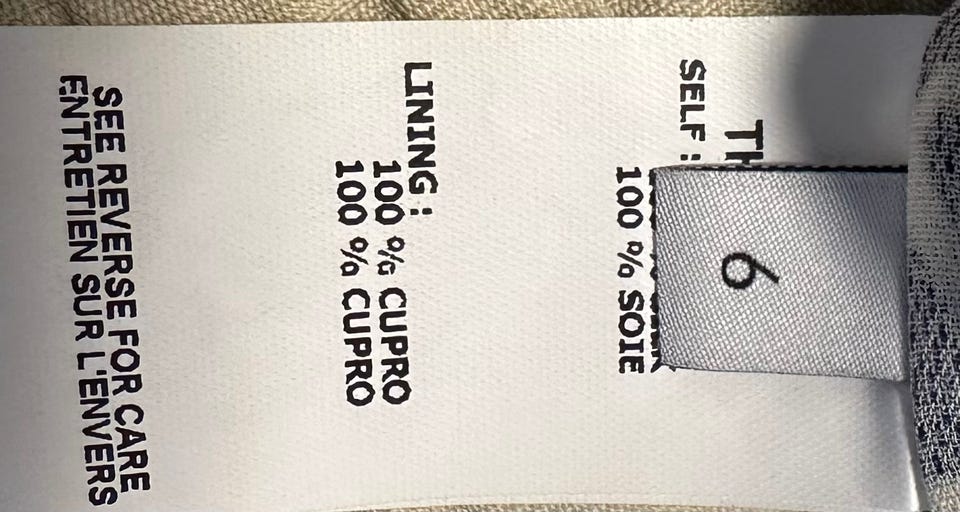 SELF :
100 % SOIE
6
LINING :
100 % CUPRO
100 % CUPRO
SEE REVERSE FOR CARE
ENTRETIEN SUR L'ENVERS